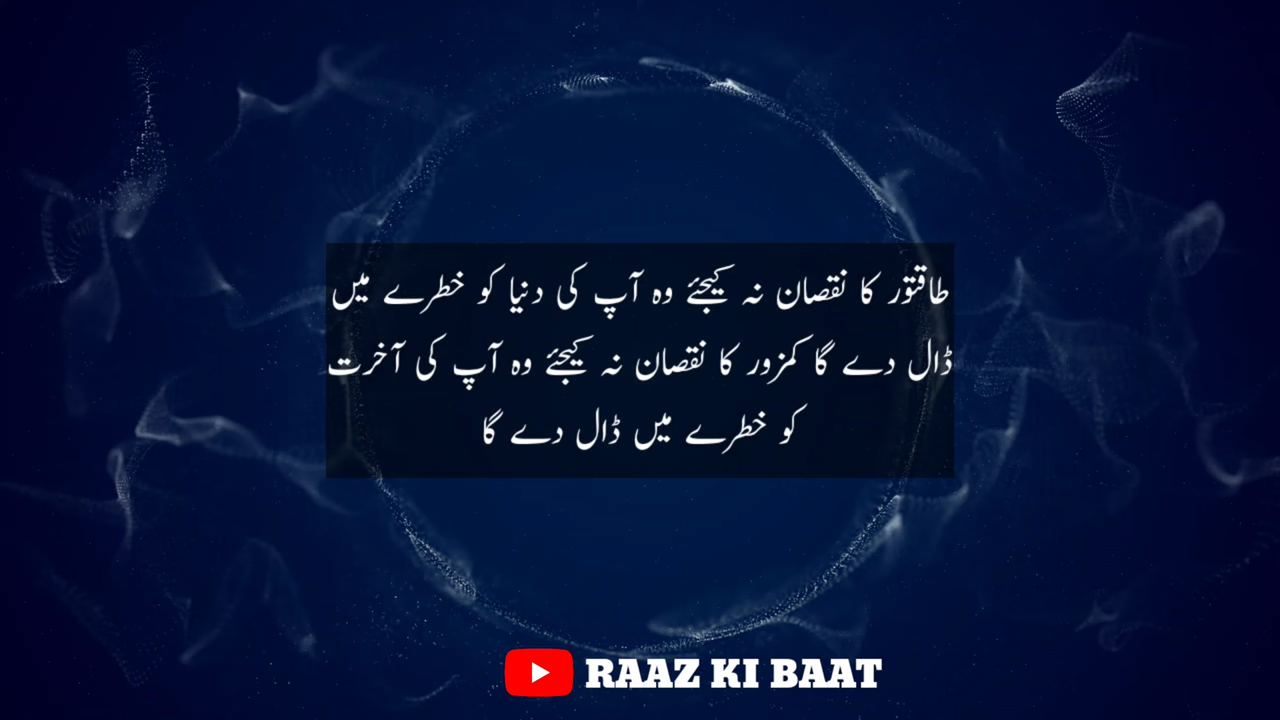 طاقتور کا نقصان نہ کیجئے وہ آپ کی دنیا کو خطرے میں
ڈال دے گا کمزور کا نقصان نہ کیجئے وہ آپ کی آخرت
کو خطرے میں ڈال دے گا
RAAZ KI BAAT